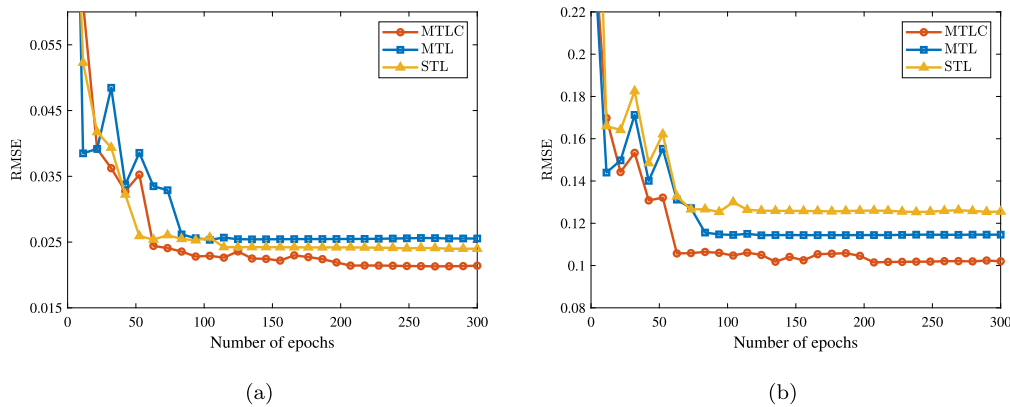 MTLC
MTL
STL
0.055
0.045
0.035
0.025
0.015
RMSE
0 50 100 150 200 250 300
Number of epochs
(a)
MTLC
MTL
STL
0.22
0.2
0.18
0.16
0.14
0.12
0.1
0.08
RMSE
0 50 100 150 200 250 300
Number of epochs
(b)